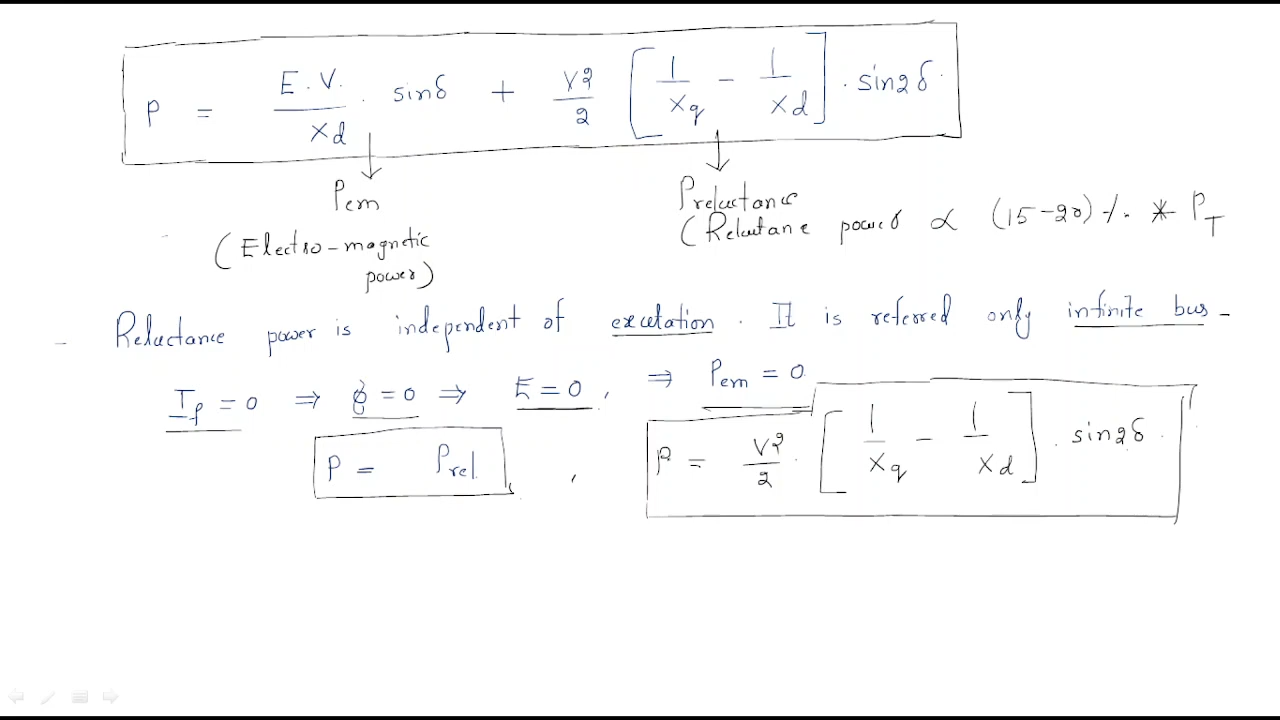 P = E.V. / Xd . sinδ + V² / 2 [ 1 / Xq - 1 / Xd ] . sin2δ
Pem
Preluctance
(Electro-magnetic
power)
(Reluctane power ∝ (15-20) % * PT
- Reluctance power is independent of excitation. It is referred only infinite bus -
If = 0 ⇒ ϕ = 0 ⇒ E = 0, ⇒ Pem = 0
P = Prel. , P = V² / 2 . [ 1 / Xq - 1 / Xd ] . sin2δ.